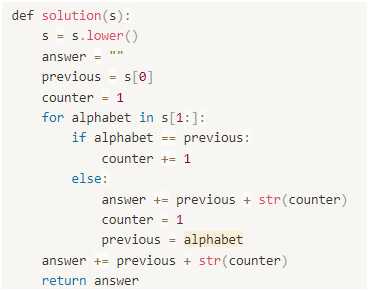 def solution(s):
    s = s.lower()
    answer = ""
    previous = s[0]
    counter = 1
    for alphabet in s[1:]:
        if alphabet == previous:
            counter += 1
        else:
            answer += previous + str(counter)
            counter = 1
            previous = alphabet
    answer += previous + str(counter)
    return answer